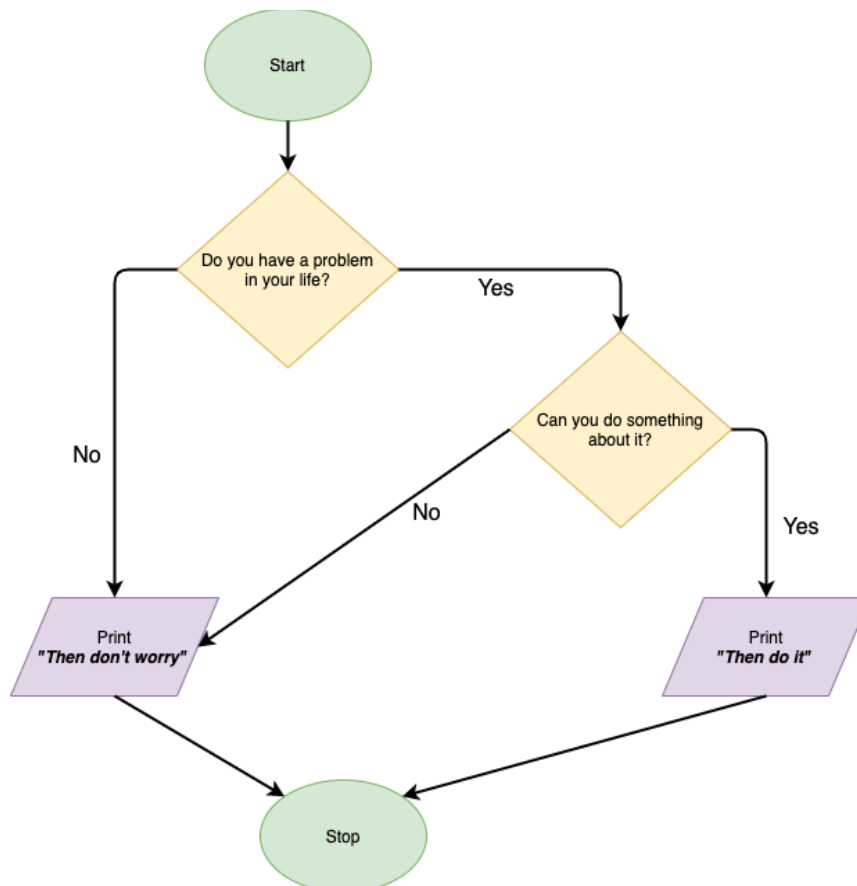 Start
Do you have a problem
in your life?
Yes
Can you do something
about it?
No
No
Yes
Print
"Then don't worry"
Print
"Then do it"
Stop